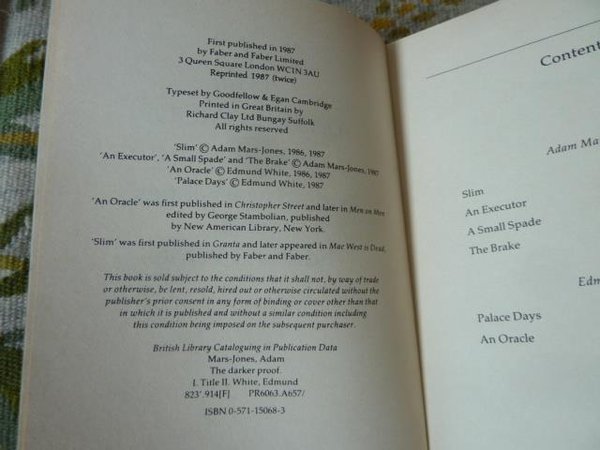 First published in 1987
by Faber and Faber Limited
3 Queen Square London WC1N 3AU
Reprinted 1987 (twice)
Typeset by Goodfellow & Egan Cambridge
Printed in Great Britain by
Richard Clay Ltd Bungay Suffolk
All rights reserved
'Slim' © Adam Mars-Jones, 1986, 1987
'An Executor', 'A Small Spade' and 'The Brake' © Adam Mars-Jones, 1987
'An Oracle' © Edmund White, 1986, 1987
'Palace Days' © Edmund White, 1987
'An Oracle' was first published in Christopher Street and later in Men on Men
edited by George Stambolian, published
by New American Library, New York.
'Slim' was first published in Granta and later appeared in Mae West is Dead,
published by Faber and Faber.
This book is sold subject to the conditions that it shall not, by way of trade
or otherwise, be lent, resold, hired out or otherwise circulated without the
publisher's prior consent in any form of binding or cover other than that
in which it is published and without a similar condition including
this condition being imposed on the subsequent purchaser.
British Library Cataloguing in Publication Data
Mars-Jones, Adam
The darker proof.
I. Title II. White, Edmund
823'.914[F] PR6063.A657/
ISBN 0-571-15068-3
Content
Adam Ma
Slim
An Executor
A Small Spade
The Brake
Edm
Palace Days
An Oracle